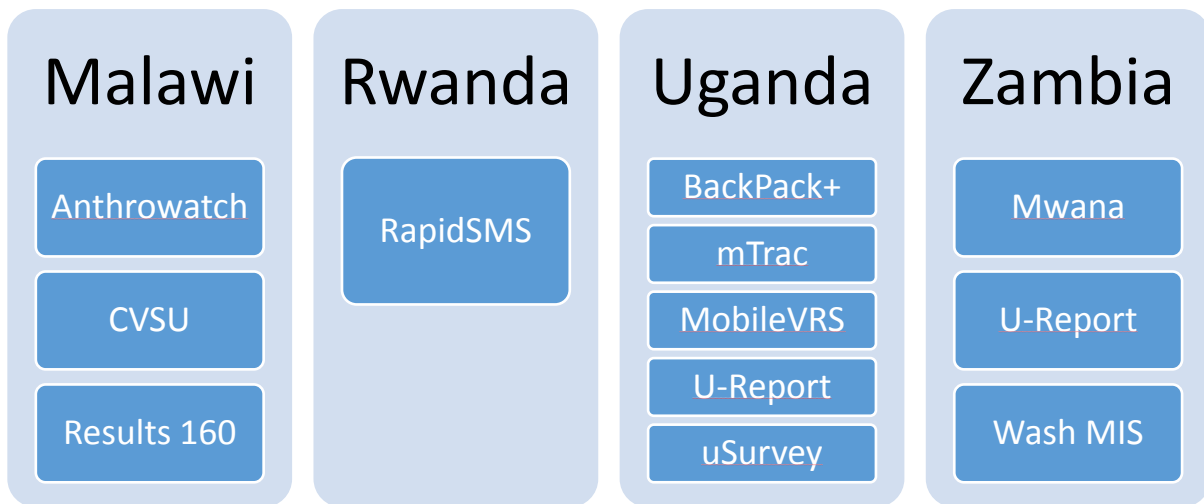 Malawi
Anthrowatch
CVSU
Results 160
Rwanda
RapidSMS
Uganda
BackPack+
mTrac
MobileVRS
U-Report
uSurvey
Zambia
Mwana
U-Report
Wash MIS